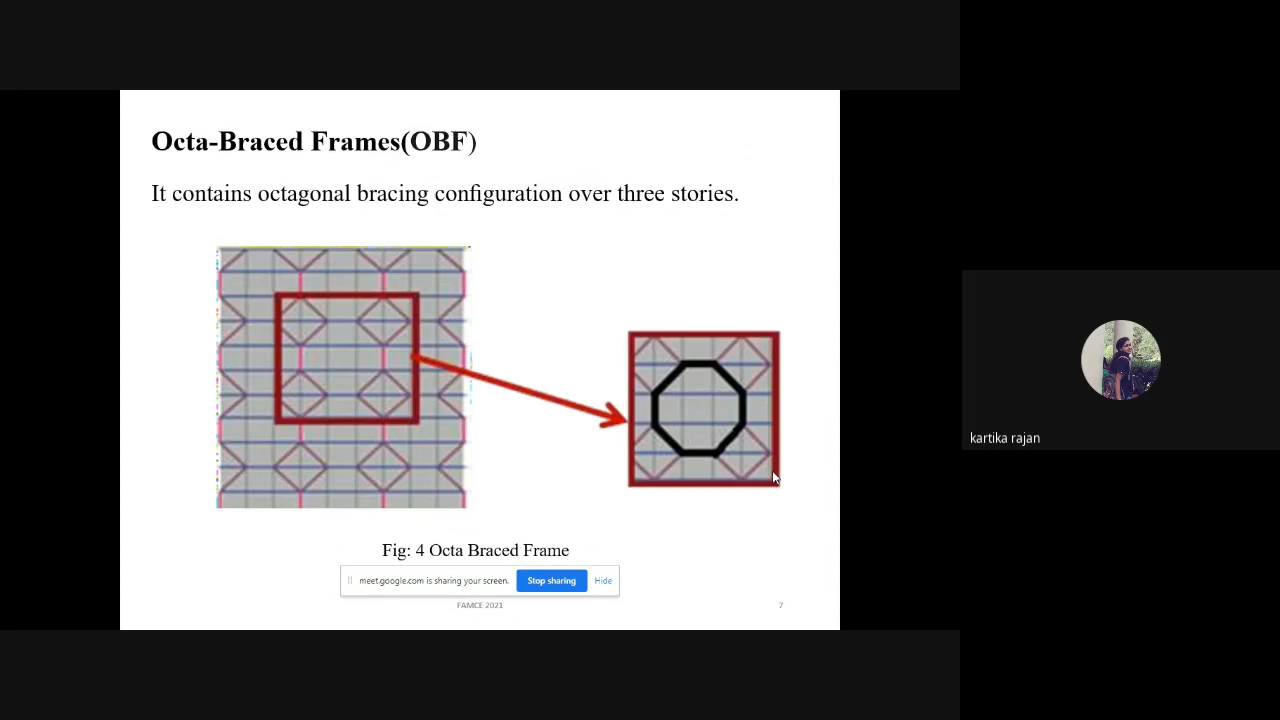 Octa-Braced Frames(OBF)
It contains octagonal bracing configuration over three stories.
Fig: 4 Octa Braced Frame
meet.google.com is sharing your screen. Stop sharing Hide
FAMCE 2021 7
kartika rajan